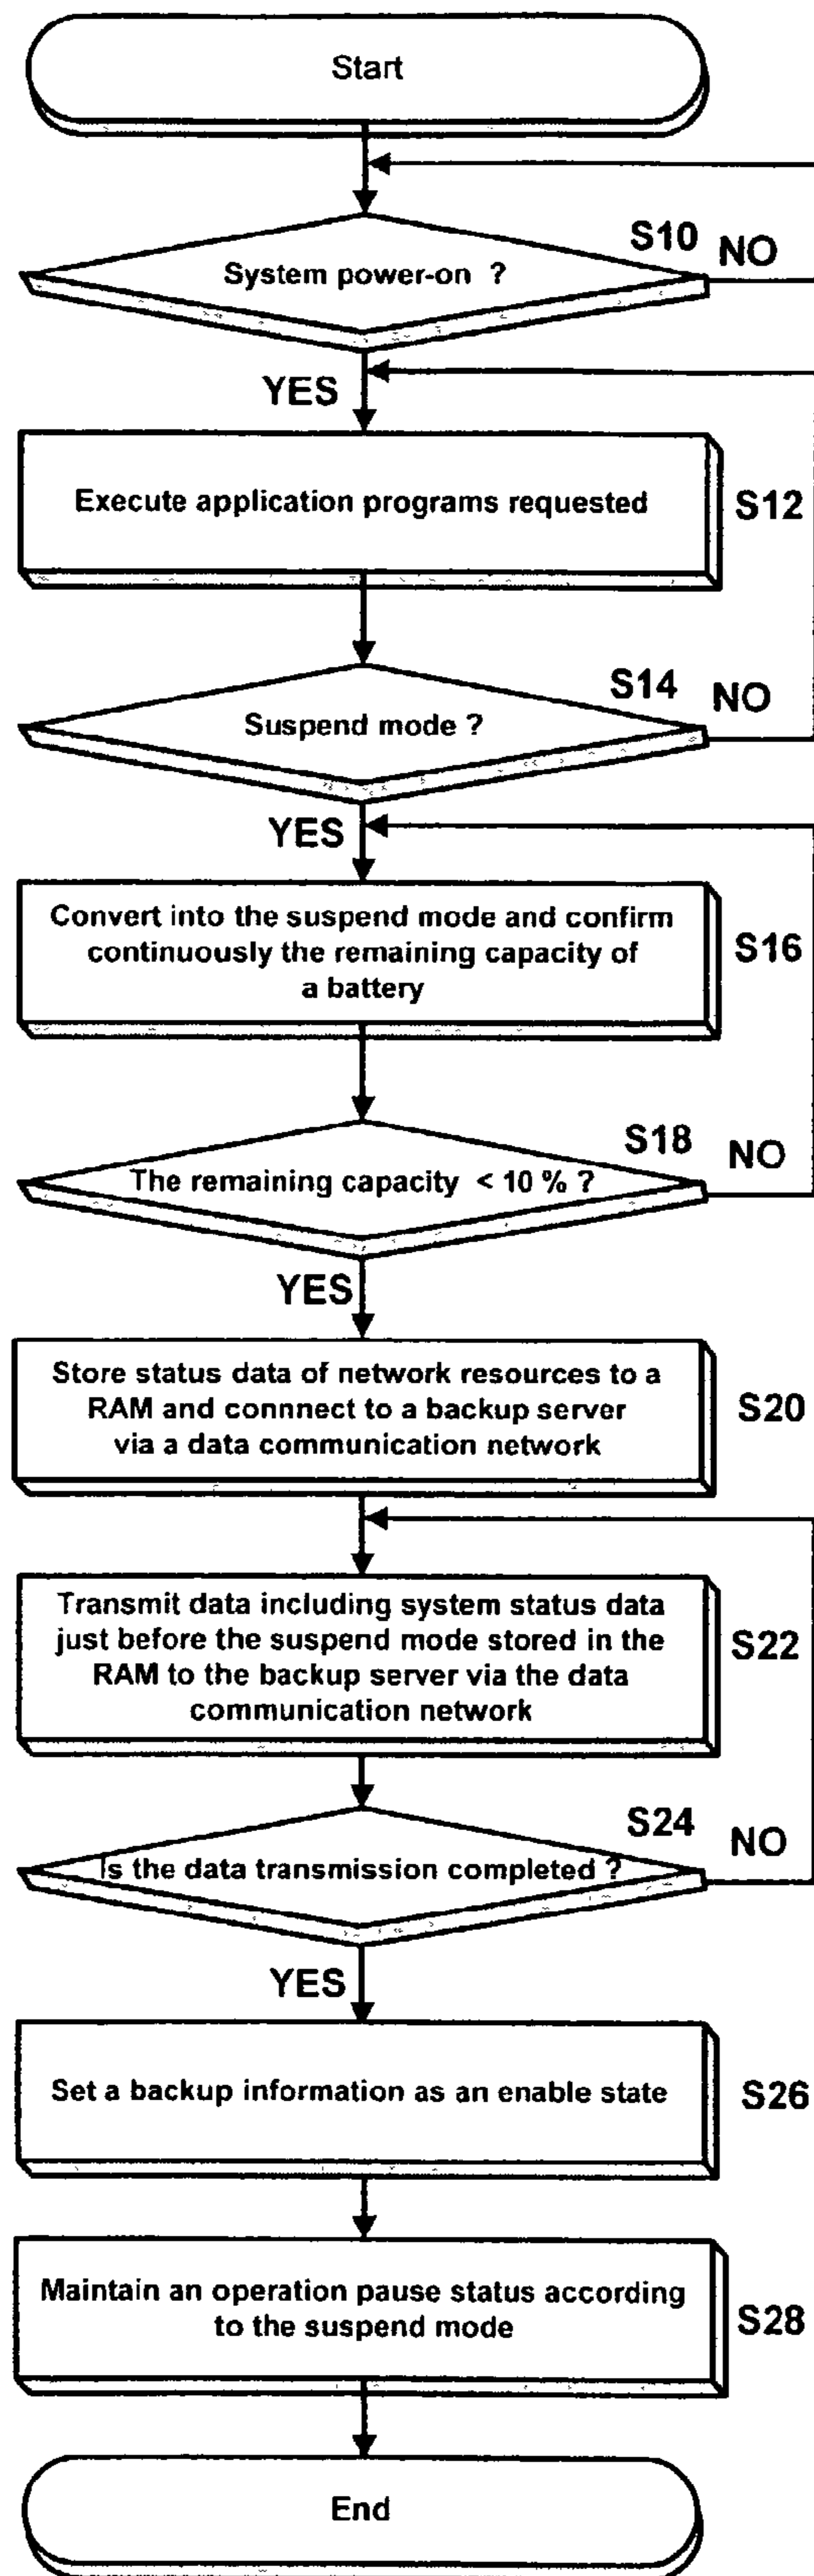 Start
S10 NO
System power-on ?
YES
Execute application programs requested
S12
S14 NO
Suspend mode ?
YES
Convert into the suspend mode and confirm
continuously the remaining capacity of
a battery
S16
S18 NO
The remaining capacity < 10 % ?
YES
Store status data of network resources to a
RAM and connnect to a backup server
via a data communication network
S20
Transmit data including system status data
just before the suspend mode stored in the
RAM to the backup server via the data
communication network
S22
S24 NO
Is the data transmission completed ?
YES
Set a backup information as an enable state
S26
Maintain an operation pause status according
to the suspend mode
S28
End